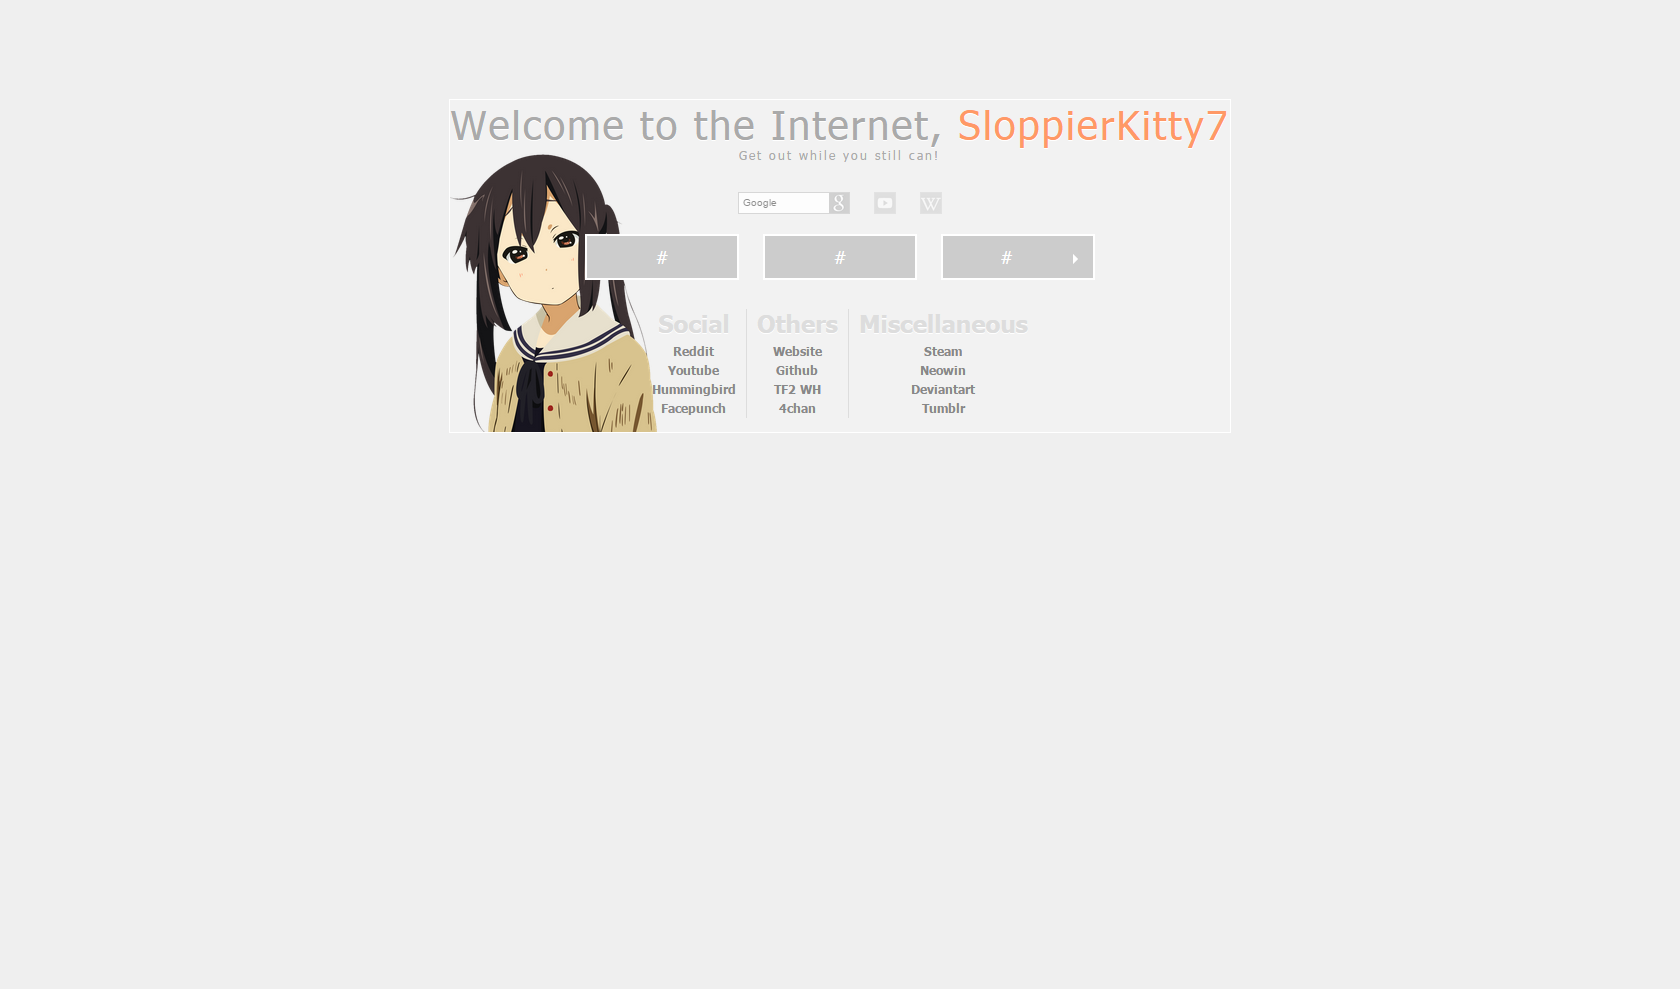 Welcome to the Internet, SloppierKitty7
Get out while you still can!
Google 8 W
# # #
Social Others Miscellaneous
Reddit Website Steam
Youtube Github Neowin
Hummingbird TF2 WH Deviantart
Facepunch 4chan Tumblr